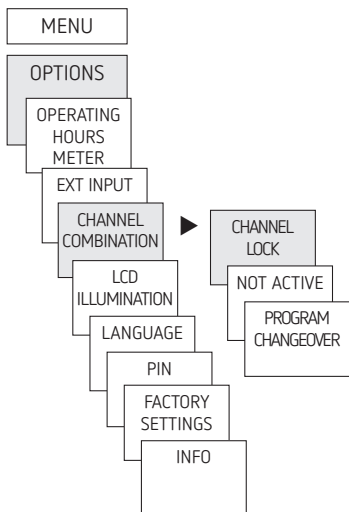 MENU
OPTIONS
OPERATING
HOURS
METER
EXT INPUT
CHANNEL
COMBINATION
CHANNEL
LOCK
NOT ACTIVE
PROGRAM
CHANGEOVER
LCD
ILLUMINATION
LANGUAGE
PIN
FACTORY
SETTINGS
INFO